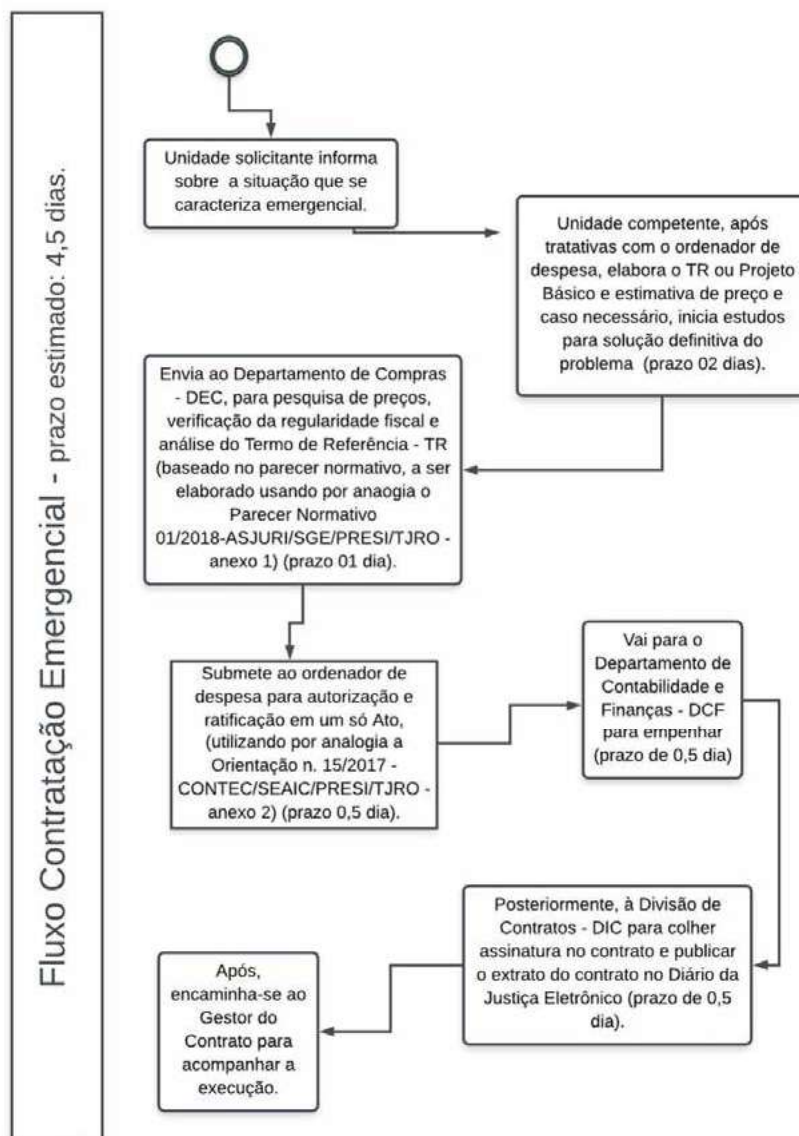 Fluxo Contratação Emergencial - prazo estimado: 4,5 dias.
Unidade solicitante informa
sobre a situação que se
caracteriza emergencial.
Unidade competente, após
tratativas com o ordenador de
despesa, elabora o TR ou Projeto
Básico e estimativa de preço e
caso necessário, inicia estudos
para solução definitiva do
problema (prazo 02 dias).
Envia ao Departamento de Compras
- DEC, para pesquisa de preços,
verificação da regularidade fiscal e
análise do Termo de Referência - TR
(baseado no parecer normativo, a ser
elaborado usando por anaogia o
Parecer Normativo
01/2018-ASJURI/SGE/PRESI/TJRO -
anexo 1) (prazo 01 dia).
Submete ao ordenador de
despesa para autorização e
ratificação em um só Ato,
(utilizando por analogia a
Orientação n. 15/2017 -
CONTEC/SEAIC/PRESI/TJRO -
anexo 2) (prazo 0,5 dia).
Vai para o
Departamento de
Contabilidade e
Finanças - DCF
para empenhar
(prazo de 0,5 dia)
Posteriormente, à Divisão de
Contratos - DIC para colher
assinatura no contrato e publicar
o extrato do contrato no Diário da
Justiça Eletrônico (prazo de 0,5
dia).
Após,
encaminha-se ao
Gestor do
Contrato para
acompanhar a
execução.